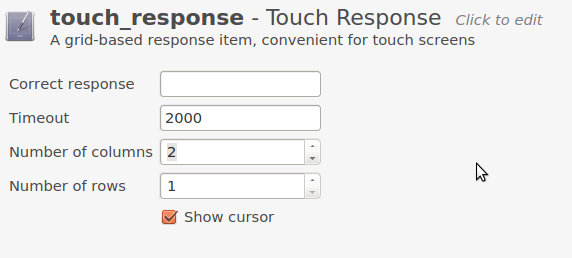 touch_response - Touch Response Click to edit
A grid-based response item, convenient for touch screens
Correct response
Timeout 2000
Number of columns 2
Number of rows 1
Show cursor